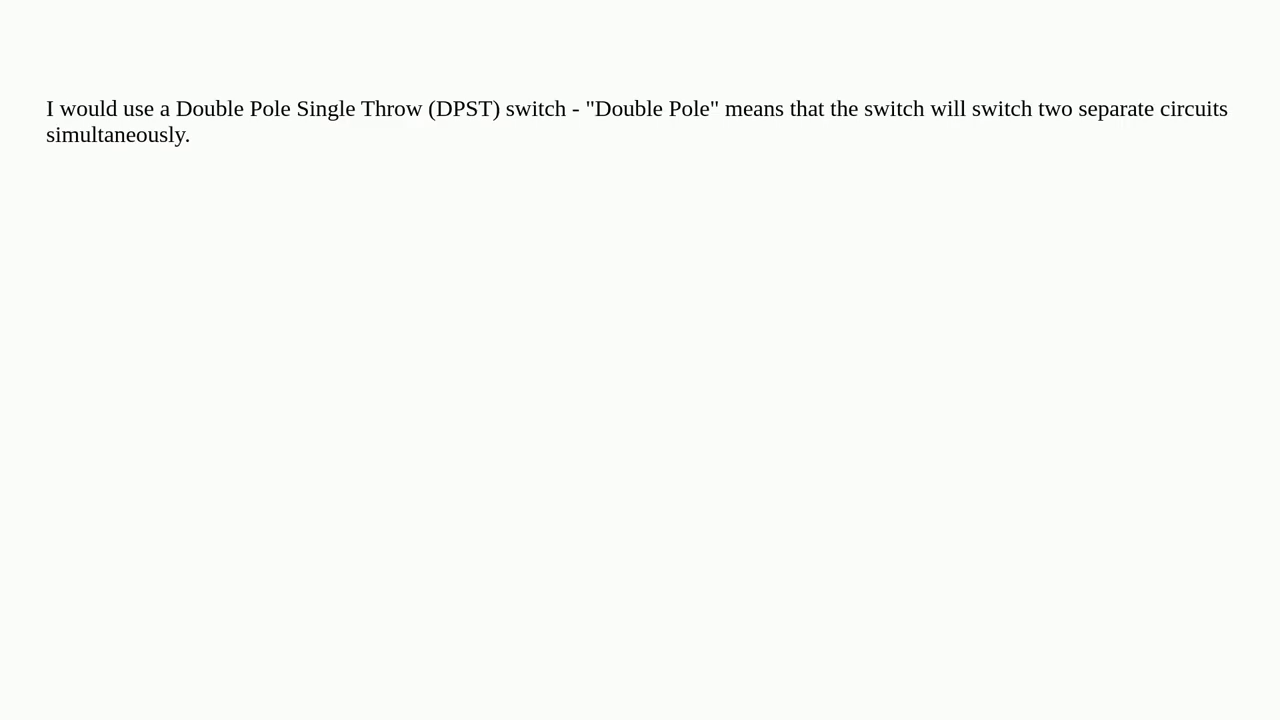 I would use a Double Pole Single Throw (DPST) switch - "Double Pole" means that the switch will switch two separate circuits
simultaneously.